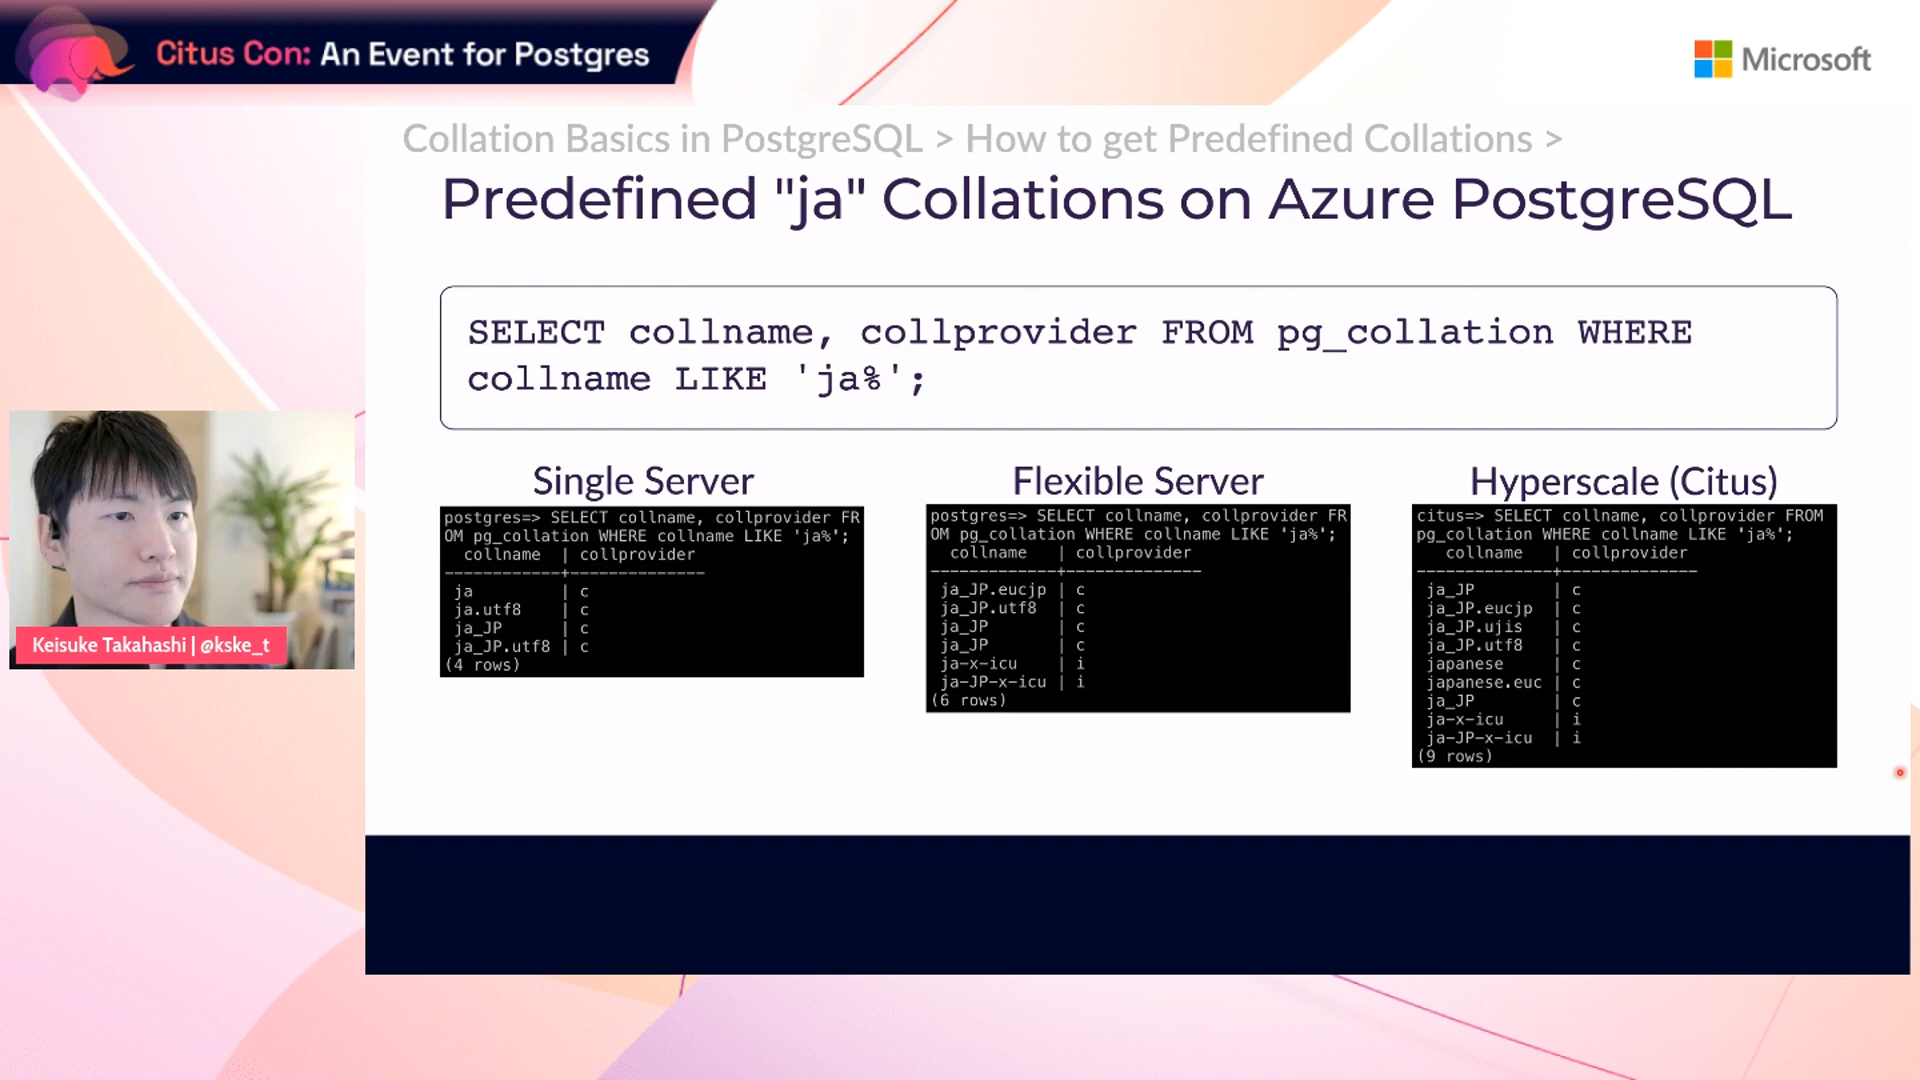 Citus Con: An Event for Postgres
Microsoft
Collation Basics in PostgreSQL > How to get Predefined Collations >
Predefined "ja" Collations on Azure PostgreSQL
SELECT collname, collprovider FROM pg_collation WHERE
collname LIKE 'ja%';
Single Server
postgres=> SELECT collname, collprovider FR
OM pg_collation WHERE collname LIKE 'ja%';
collname | collprovider
------------+--------------
ja | c
ja.utf8 | c
ja_JP | c
ja_JP.utf8 | c
(4 rows)
Flexible Server
postgres=> SELECT collname, collprovider FR
OM pg_collation WHERE collname LIKE 'ja%';
collname | collprovider
-------------+--------------
ja_JP.eucjp | c
ja_JP.utf8 | c
ja_JP | c
ja_JP | c
ja-x-icu | i
ja-JP-x-icu | i
(6 rows)
Hyperscale (Citus)
citus=> SELECT collname, collprovider FROM
pg_collation WHERE collname LIKE 'ja%';
collname | collprovider
--------------+--------------
ja_JP | c
ja_JP.eucjp | c
ja_JP.ujis | c
ja_JP.utf8 | c
japanese | c
japanese.euc | c
ja_JP | c
ja-x-icu | i
ja-JP-x-icu | i
(9 rows)
Keisuke Takahashi | @kske_t